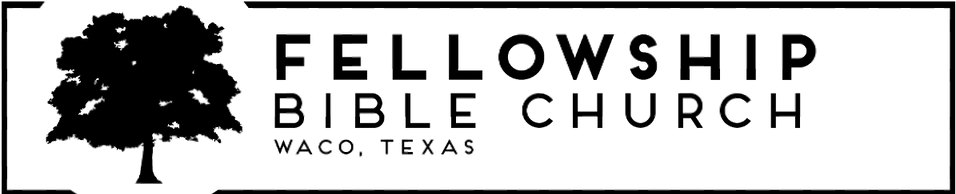 FELLOWSHIP
BIBLE CHURCH
WACO, TEXAS